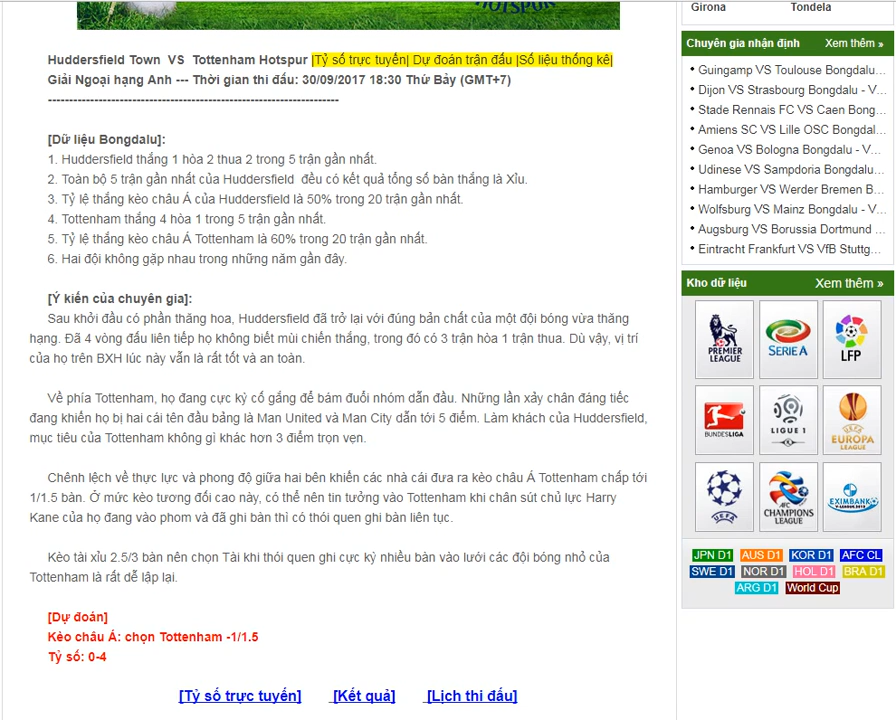 HOTSPUR
Huddersfield Town VS Tottenham Hotspur |Tỷ số trực tuyến| Dự đoán trận đấu |Số liệu thống kê|
Giải Ngoại hạng Anh --- Thời gian thi đấu: 30/09/2017 18:30 Thứ Bảy (GMT+7)
--------------------------------------------------------------------
[Dữ liệu Bongdalu]:
1. Huddersfield thắng 1 hòa 2 thua 2 trong 5 trận gần nhất.
2. Toàn bộ 5 trận gần nhất của Huddersfield đều có kết quả tổng số bàn thắng là Xỉu.
3. Tỷ lệ thắng kèo châu Á của Huddersfield là 50% trong 20 trận gần nhất.
4. Tottenham thắng 4 hòa 1 trong 5 trận gần nhất.
5. Tỷ lệ thắng kèo châu Á Tottenham là 60% trong 20 trận gần nhất.
6. Hai đội không gặp nhau trong những năm gần đây.
[Ý kiến của chuyên gia]:
Sau khởi đầu có phần thăng hoa, Huddersfield đã trở lại với đúng bản chất của một đội bóng vừa thăng
hạng. Đã 4 vòng đấu liên tiếp họ không biết mùi chiến thắng, trong đó có 3 trận hòa 1 trận thua. Dù vậy, vị trí
của họ trên BXH lúc này vẫn là rất tốt và an toàn.
Về phía Tottenham, họ đang cực kỳ cố gắng để bám đuổi nhóm dẫn đầu. Những lần xảy chân đáng tiếc
đang khiến họ bị hai cái tên đầu bảng là Man United và Man City dẫn tới 5 điểm. Làm khách của Huddersfield,
mục tiêu của Tottenham không gì khác hơn 3 điểm trọn vẹn.
Chênh lệch về thực lực và phong độ giữa hai bên khiến các nhà cái đưa ra kèo châu Á Tottenham chấp tới
1/1.5 bàn. Ở mức kèo tương đối cao này, có thể nên tin tưởng vào Tottenham khi chân sút chủ lực Harry
Kane của họ đang vào phom và đã ghi bàn thì có thói quen ghi bàn liên tục.
Kèo tài xỉu 2.5/3 bàn nên chọn Tài khi thói quen ghi cực kỳ nhiều bàn vào lưới các đội bóng nhỏ của
Tottenham là rất dễ lập lại.
[Dự đoán]
Kèo châu Á: chọn Tottenham -1/1.5
Tỷ số: 0-4
[Tỷ số trực tuyến] [Kết quả] [Lịch thi đấu]
Girona Tondela
Chuyên gia nhận định Xem thêm »
Guingamp VS Toulouse Bongdalu...
Dijon VS Strasbourg Bongdalu - V...
Stade Rennais FC VS Caen Bong...
Amiens SC VS Lille OSC Bongdal...
Genoa VS Bologna Bongdalu - V...
Udinese VS Sampdoria Bongdalu...
Hamburger VS Werder Bremen B...
Wolfsburg VS Mainz Bongdalu - V...
Augsburg VS Borussia Dortmund ...
Eintracht Frankfurt VS VfB Stuttg...
Kho dữ liệu Xem thêm »
PREMIER LEAGUE
SERIE A
LFP
BUNDESLIGA
LIGUE 1
UEFA EUROPA LEAGUE
UEFA
AFC CHAMPIONS LEAGUE
EXIMBANK
JPN D1 AUS D1 KOR D1 AFC CL
SWE D1 NOR D1 HOL D1 BRA D1
ARG D1 World Cup